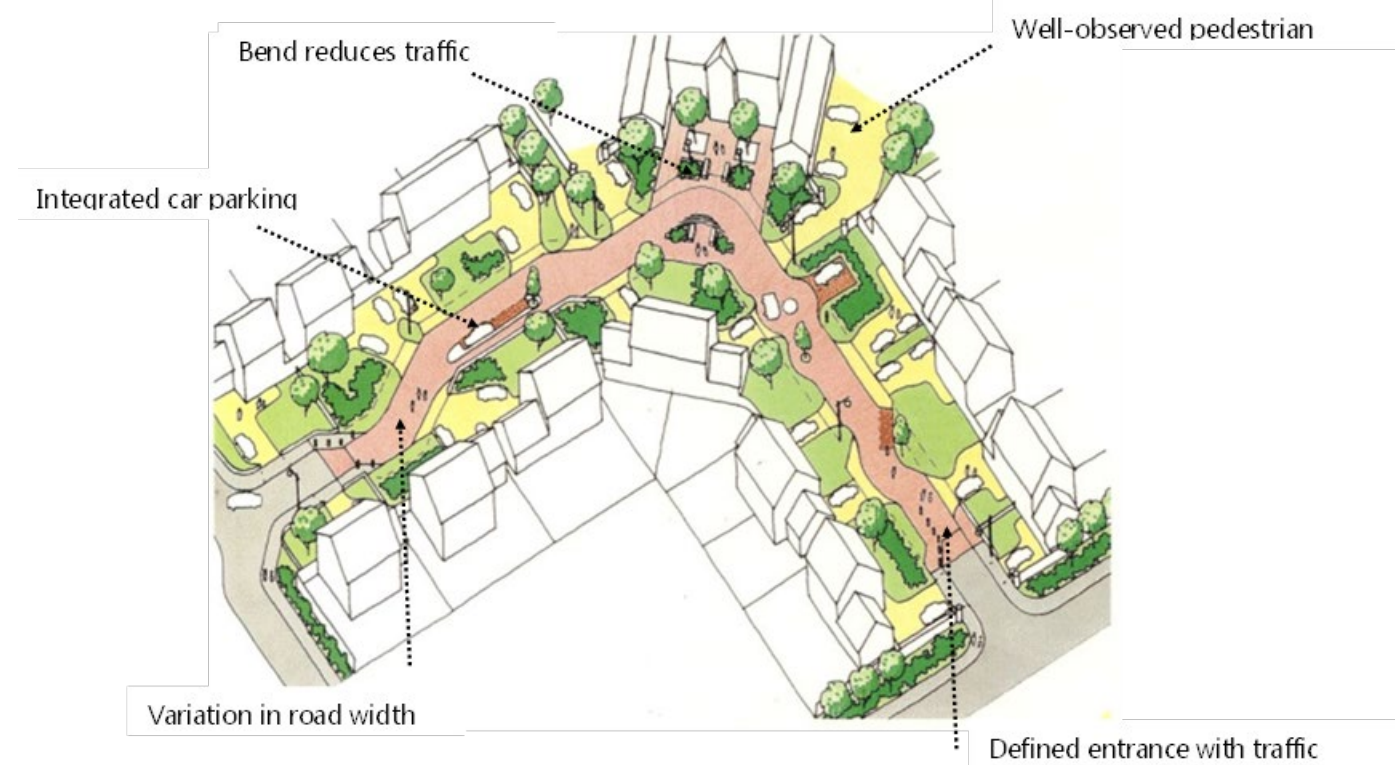 Well-observed pedestrian
Bend reduces traffic
Integrated car parking
Variation in road width
Defined entrance with traffic